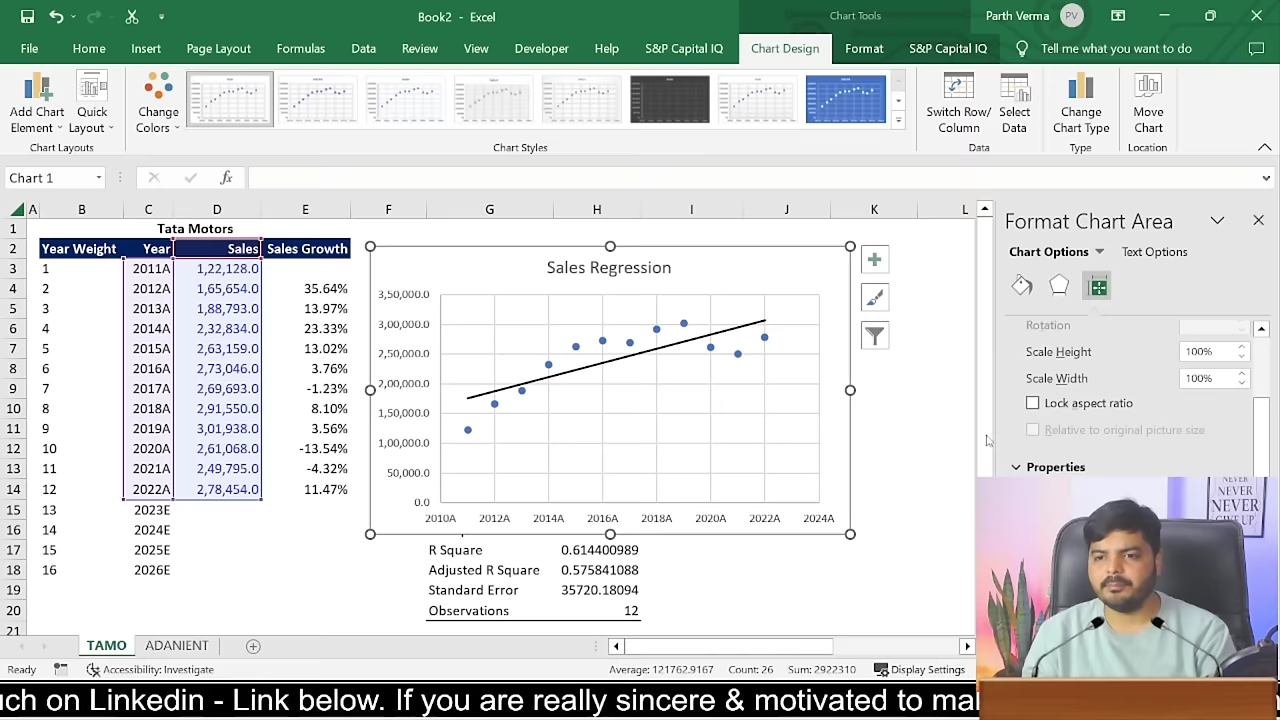 Book2 - Excel
Chart Tools
Parth Verma
PV
File
Home
Insert
Page Layout
Formulas
Data
Review
View
Developer
Help
S&P Capital IQ
Chart Design
Format
S&P Capital IQ
Tell me what you want to do
Add Chart Element
Quick Layout
Change Colors
Switch Row/ Column
Select Data
Change Chart Type
Move Chart
Chart Layouts
Chart Styles
Data
Type
Location
Chart 1
fx
A B C D E F G H I J K L
1 Tata Motors
2 Year Weight Year Sales Sales Growth
3 1 2011A 1,22,128.0
4 2 2012A 1,65,654.0 35.64%
5 3 2013A 1,88,793.0 13.97%
6 4 2014A 2,32,834.0 23.33%
7 5 2015A 2,63,159.0 13.02%
8 6 2016A 2,73,046.0 3.76%
9 7 2017A 2,69,693.0 -1.23%
10 8 2018A 2,91,550.0 8.10%
11 9 2019A 3,01,938.0 3.56%
12 10 2020A 2,61,068.0 -13.54%
13 11 2021A 2,49,795.0 -4.32%
14 12 2022A 2,78,454.0 11.47%
15 13 2023E
16 14 2024E
17 15 2025E
18 16 2026E
19
20
21
Sales Regression
3,50,000.0
3,00,000.0
2,50,000.0
2,00,000.0
1,50,000.0
1,00,000.0
50,000.0
0.0
2010A 2012A 2014A 2016A 2018A 2020A 2022A 2024A
R Square 0.614400989
Adjusted R Square 0.575841088
Standard Error 35720.18094
Observations 12
Format Chart Area
Chart Options
Text Options
Rotation
Scale Height 100%
Scale Width 100%
Lock aspect ratio
Relative to original picture size
Properties
NEVER
NEVER
NEVER
GIVE UP
TAMO
ADANIENT
Ready
Accessibility: Investigate
Average: 121762.9167
Count: 26
Sum: 2922310
Display Settings
uch on Linkedin - Link below. If you are really sincere & motivated to ma